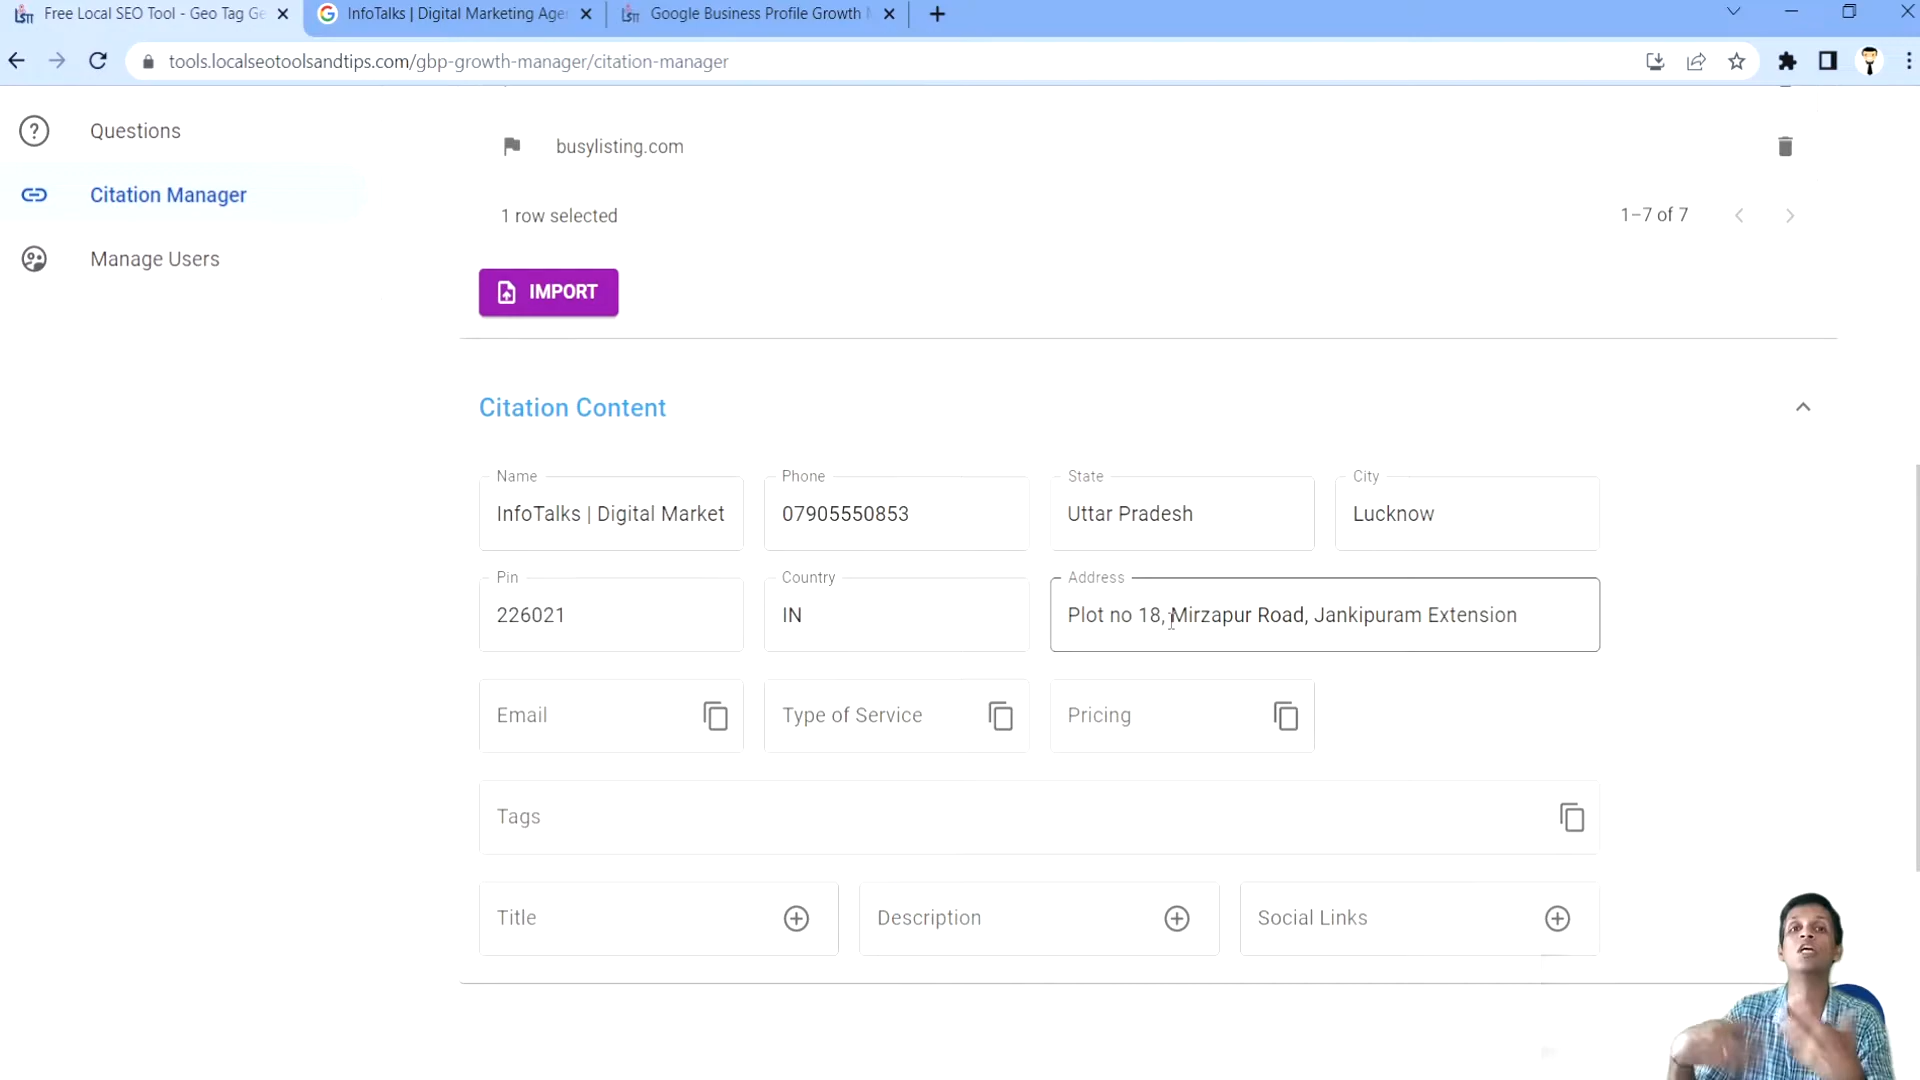 Free Local SEO Tool - Geo Tag Ge
InfoTalks | Digital Marketing Age
Google Business Profile Growth
tools.localseotoolsandtips.com/gbp-growth-manager/citation-manager
Questions
busylisting.com
Citation Manager
1 row selected
1–7 of 7
Manage Users
IMPORT
Citation Content
Name
Phone
State
City
InfoTalks | Digital Market
07905550853
Uttar Pradesh
Lucknow
Pin
Country
Address
226021
IN
Plot no 18, Mirzapur Road, Jankipuram Extension
Email
Type of Service
Pricing
Tags
Title
Description
Social Links